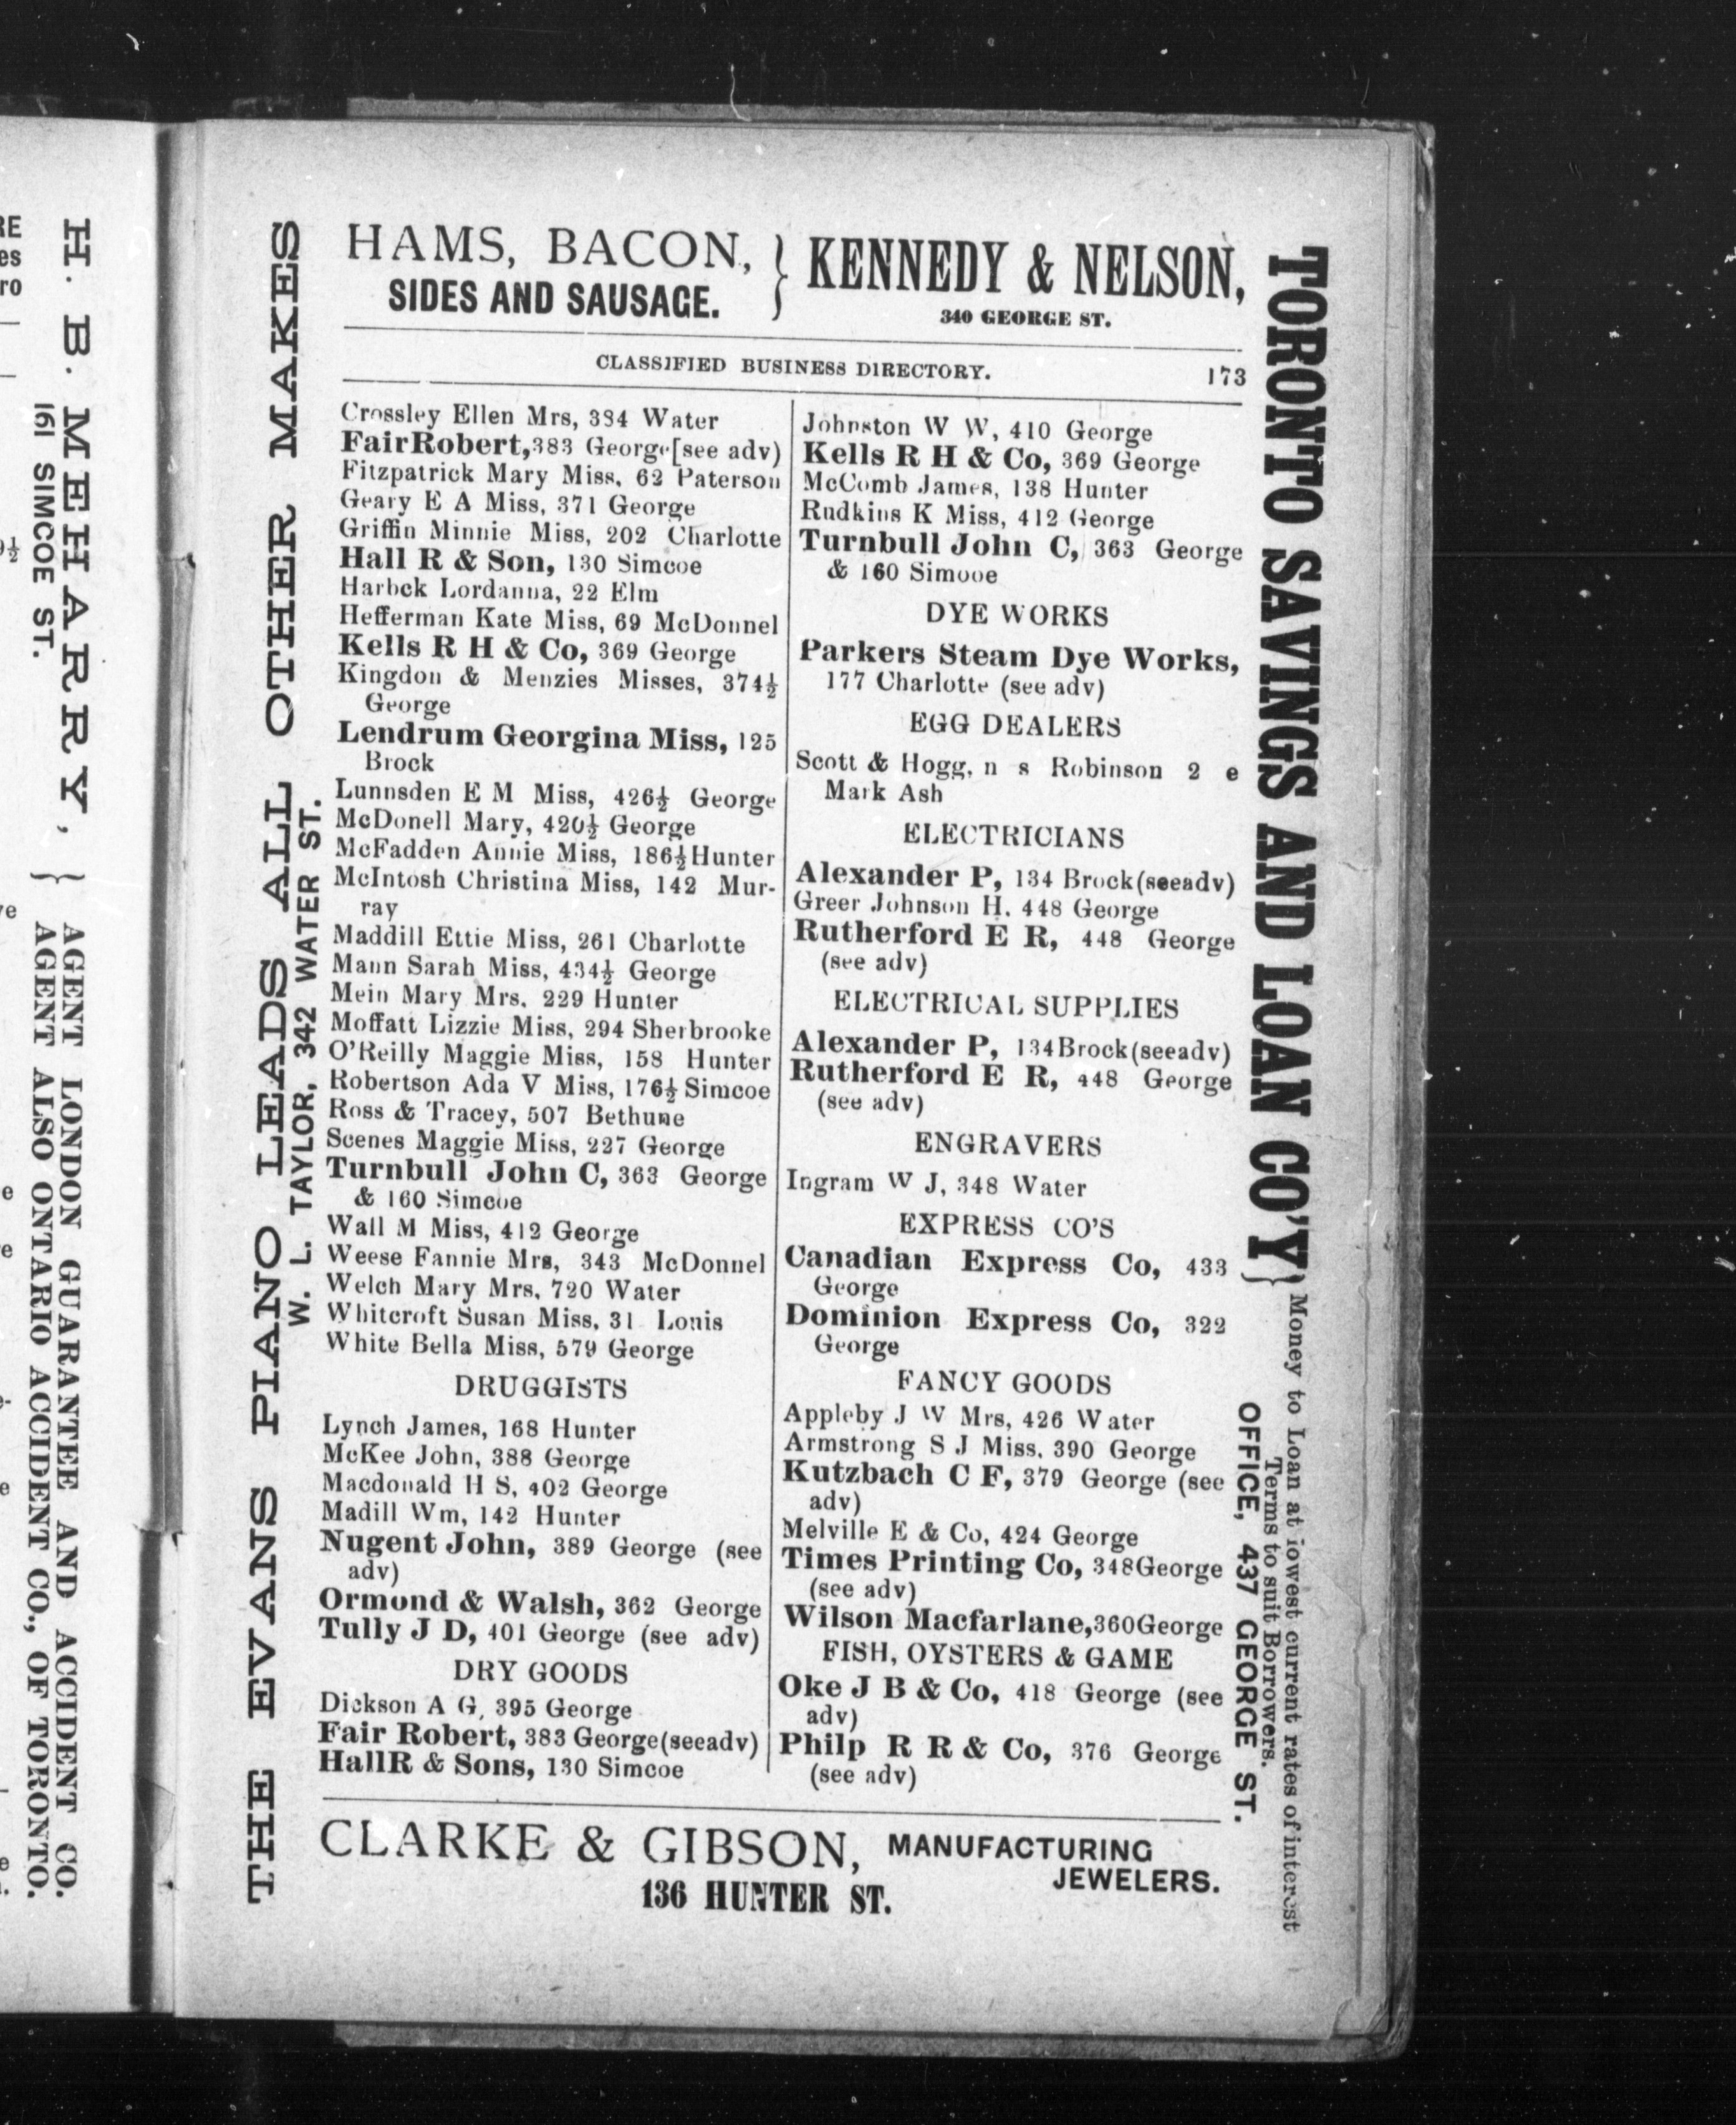 H. B. MEHARRY,
161 SIMCOE ST.
} AGENT LONDON GUARANTEE AND ACCIDENT CO.
AGENT ALSO ONTARIO ACCIDENT CO., OF TORONTO.
THE EVANS PIANO LEADS ALL OTHER MAKES
W. L. TAYLOR, 342 WATER ST.
HAMS, BACON, } KENNEDY & NELSON,
SIDES AND SAUSAGE.
340 GEORGE ST.
CLASSIFIED BUSINESS DIRECTORY. 173
Crossley Ellen Mrs, 384 Water
Fair Robert, 383 George [see adv)
Fitzpatrick Mary Miss, 62 Paterson
Geary E A Miss, 371 George
Griffin Minnie Miss, 202 Charlotte
Hall R & Son, 130 Simcoe
Harbck Lordanna, 22 Elm
Hefferman Kate Miss, 69 McDonnel
Kells R H & Co, 369 George
Kingdon & Menzies Misses, 374½
George
Lendrum Georgina Miss, 125
Brock
Lunnsden E M Miss, 426½ George
McDonell Mary, 420½ George
McFadden Annie Miss, 186½ Hunter
McIntosh Christina Miss, 142 Mur-
ray
Maddill Ettie Miss, 261 Charlotte
Mann Sarah Miss, 434½ George
Mein Mary Mrs, 229 Hunter
Moffatt Lizzie Miss, 294 Sherbrooke
O'Reilly Maggie Miss, 158 Hunter
Robertson Ada V Miss, 176½ Simcoe
Ross & Tracey, 507 Bethune
Scenes Maggie Miss, 227 George
Turnbull John C, 363 George
& 160 Simcoe
Wall M Miss, 412 George
Weese Fannie Mrs, 343 McDonnel
Welch Mary Mrs, 720 Water
Whitcroft Susan Miss, 31 Louis
White Bella Miss, 579 George
DRUGGISTS
Lynch James, 168 Hunter
McKee John, 388 George
Macdonald H S, 402 George
Madill Wm, 142 Hunter
Nugent John, 389 George (see
adv)
Ormond & Walsh, 362 George
Tully J D, 401 George (see adv)
DRY GOODS
Dickson A G, 395 George
Fair Robert, 383 George (see adv)
Hall R & Sons, 130 Simcoe
Johnston W W, 410 George
Kells R H & Co, 369 George
McComb James, 138 Hunter
Rudkins K Miss, 412 George
Turnbull John C, 363 George
& 160 Simooe
DYE WORKS
Parkers Steam Dye Works,
177 Charlotte (see adv)
EGG DEALERS
Scott & Hogg, n s Robinson 2 e
Mark Ash
ELECTRICIANS
Alexander P, 134 Brock (see adv)
Greer Johnson H. 448 George
Rutherford E R, 448 George
(see adv)
ELECTRICAL SUPPLIES
Alexander P, 134 Brock (see adv)
Rutherford E R, 448 George
(see adv)
ENGRAVERS
Ingram W J, 348 Water
EXPRESS CO'S
Canadian Express Co, 433
George
Dominion Express Co, 322
George
FANCY GOODS
Appleby J W Mrs, 426 Water
Armstrong S J Miss. 390 George
Kutzbach C F, 379 George (see
adv)
Melville E & Co, 424 George
Times Printing Co, 348 George
(see adv)
Wilson Macfarlane, 360 George
FISH, OYSTERS & GAME
Oke J B & Co, 418 George (see
adv)
Philp R R & Co, 376 George
(see adv)
CLARKE & GIBSON, MANUFACTURING
JEWELERS.
136 HUNTER ST.
TORONTO SAVINGS AND LOAN CO'Y }
Money to Loan at lowest current rates of interest
Terms to suit Borrowers.
OFFICE, 437 GEORGE ST.